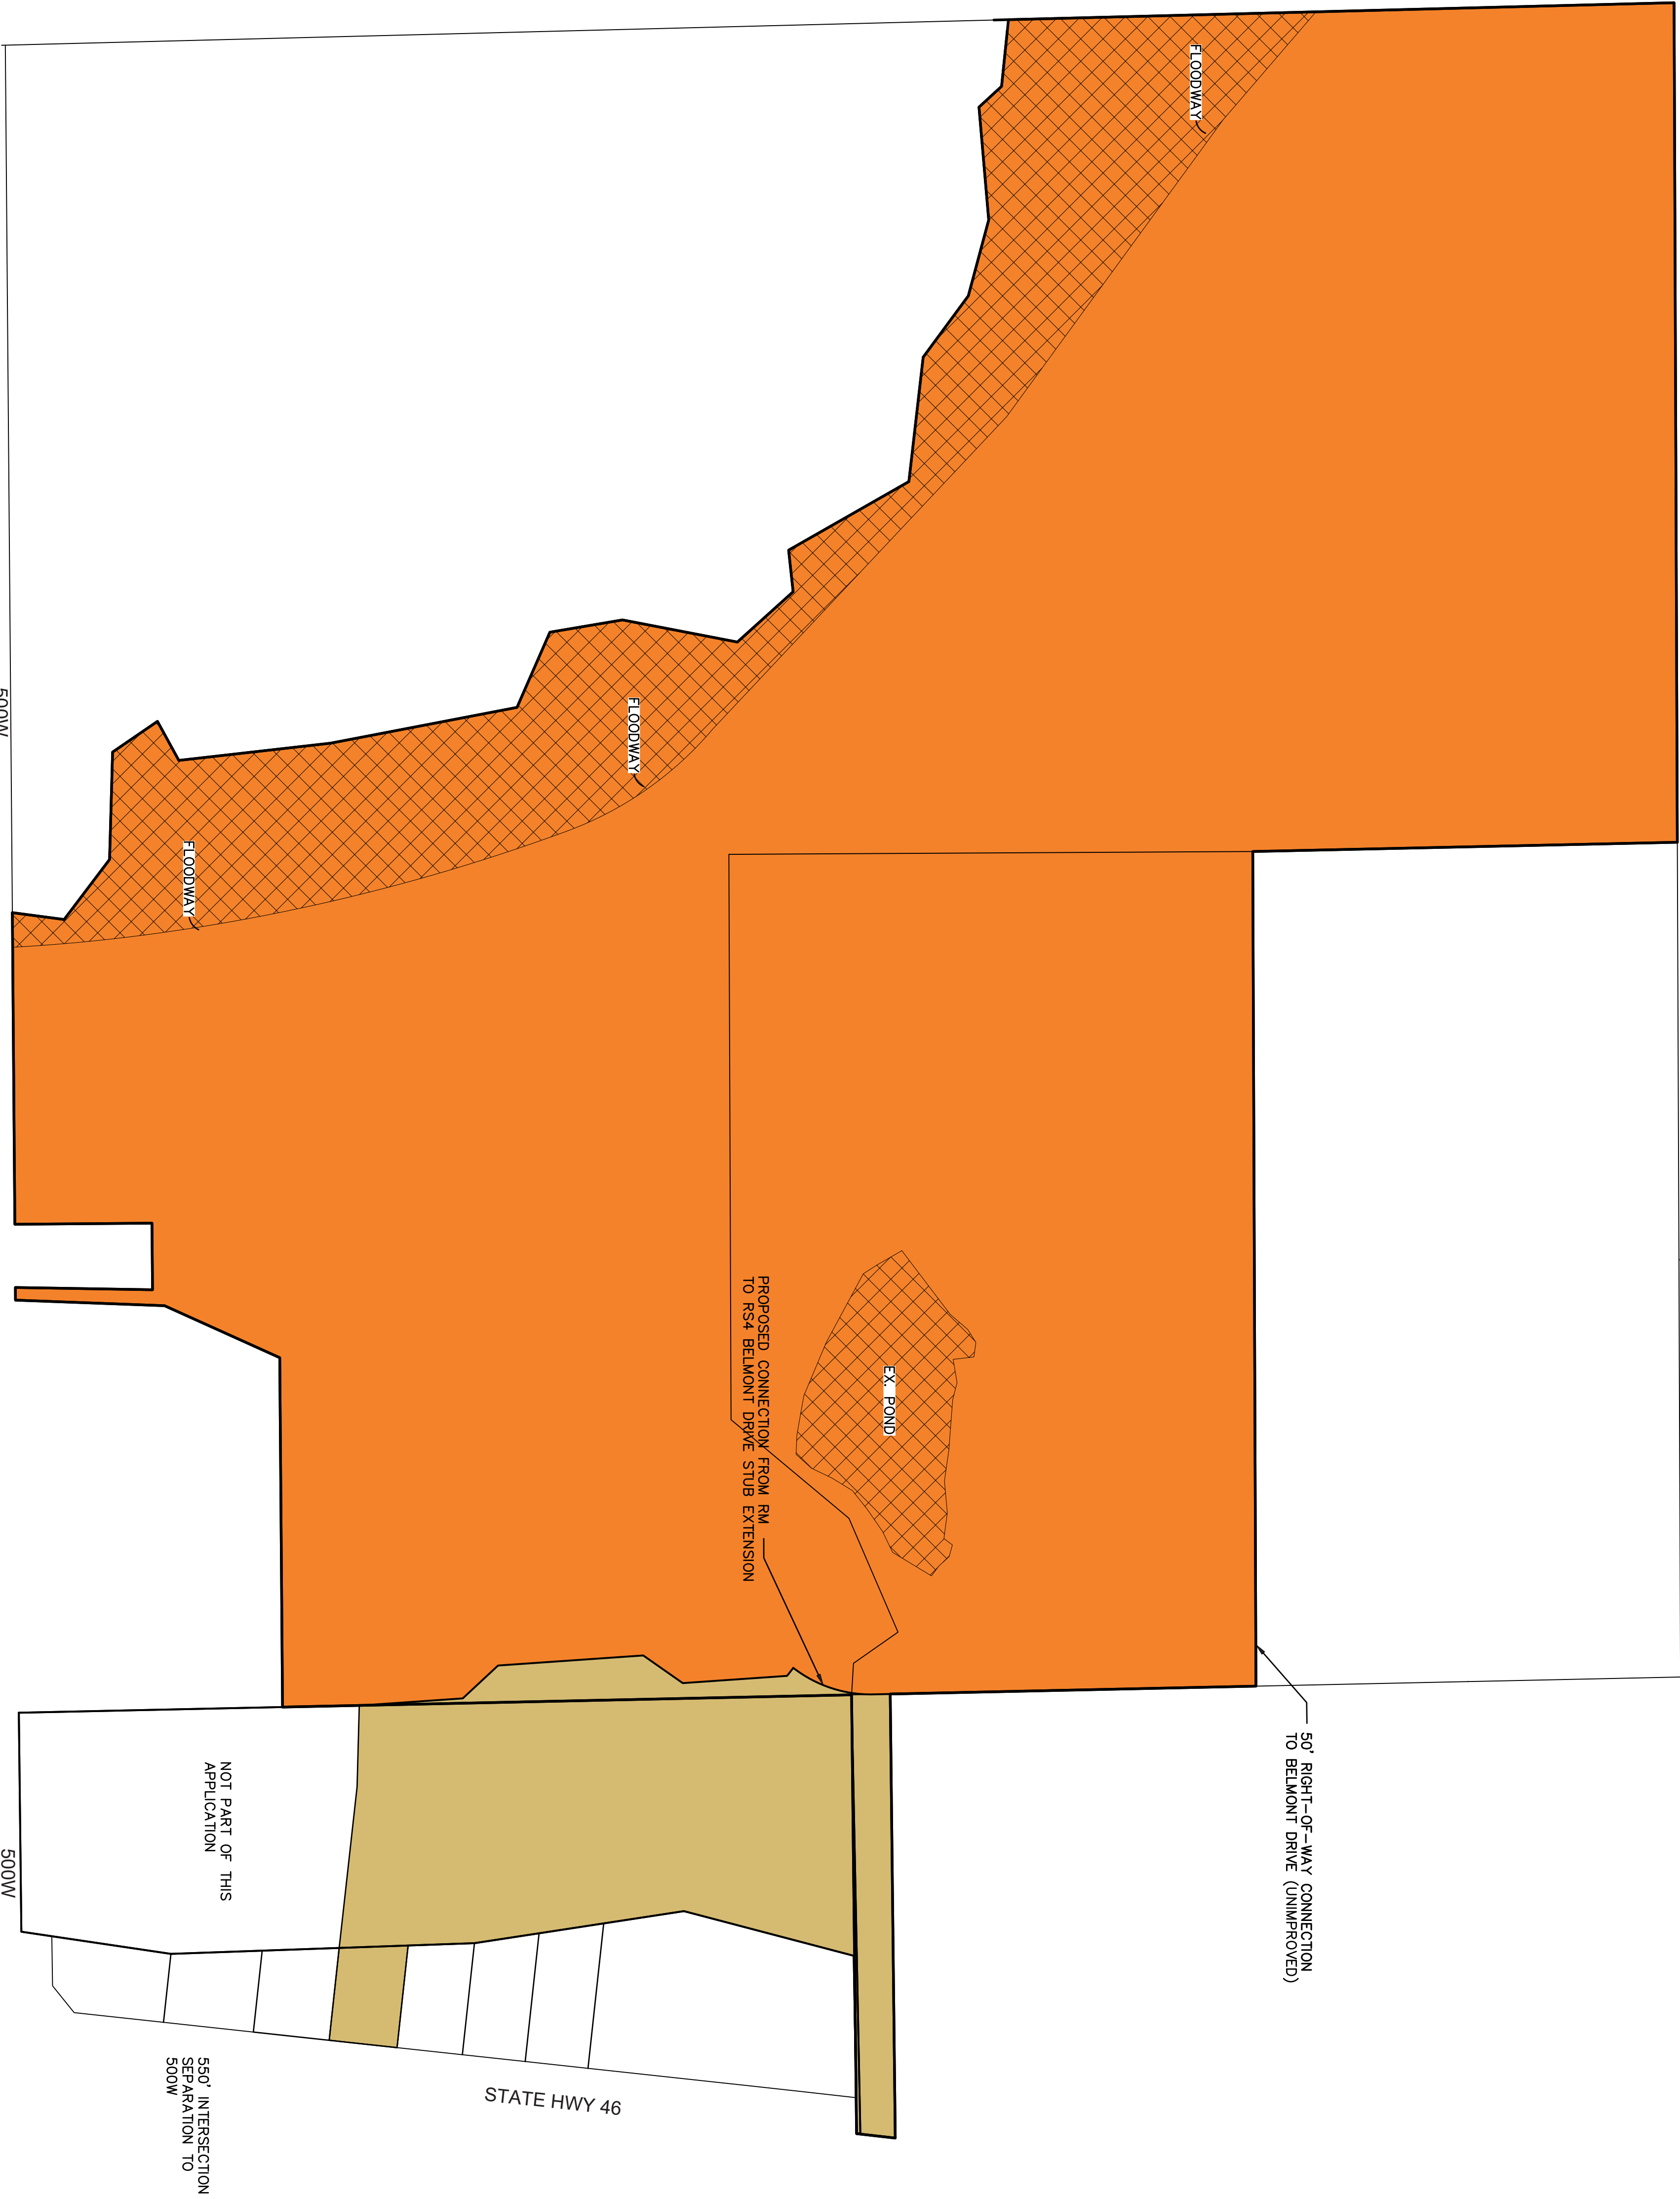 FLOODWAY
FLOODWAY
500W
FLOODWAY
PROPOSED CONNECTION FROM RM
TO RS4 BELMONT DRIVE STUB EXTENSION
EX. POND
50' RIGHT-OF-WAY CONNECTION
TO BELMONT DRIVE (UNIMPROVED)
NOT PART OF THIS
APPLICATION
500W
STATE HWY 46
550' INTERSECTION
SEPARATION TO
500W